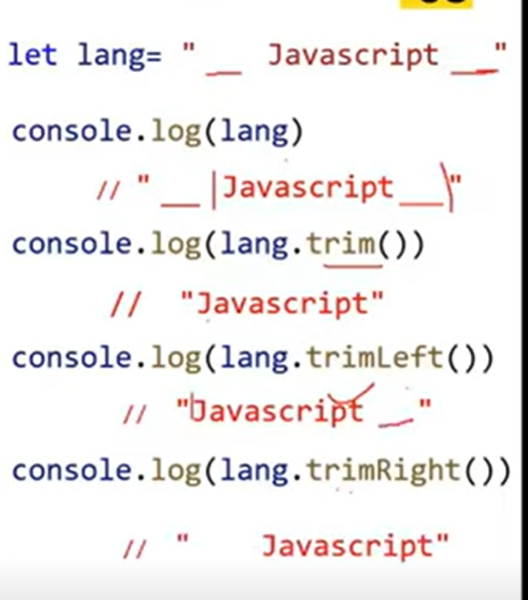 let lang= " __ Javascript __"
console.log(lang)
// " __ |Javascript __|"
console.log(lang.trim())
// "Javascript"
console.log(lang.trimLeft())
// "Javascript __"
console.log(lang.trimRight())
// " Javascript"